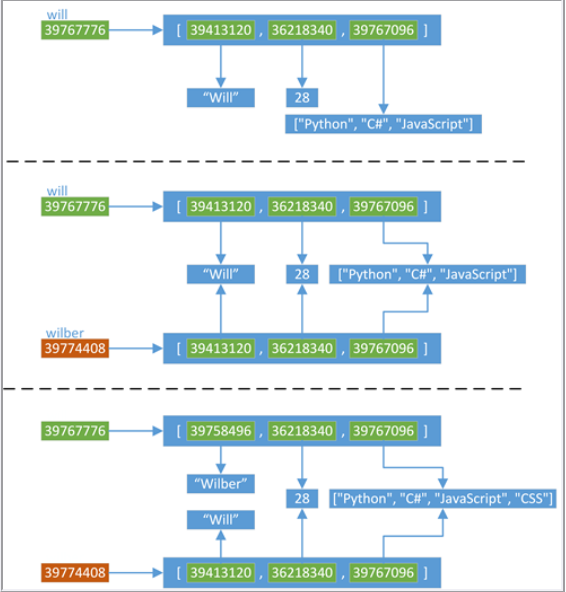 will
39767776 [ 39413120 , 36218340 , 39767096 ]
"Will" 28
["Python", "C#", "JavaScript"]
will
39767776 [ 39413120 , 36218340 , 39767096 ]
"Will" 28 ["Python", "C#", "JavaScript"]
wilber
39774408 [ 39413120 , 36218340 , 39767096 ]
39767776 [ 39758496 , 36218340 , 39767096 ]
"Wilber"
28 ["Python", "C#", "JavaScript", "CSS"]
"Will"
39774408 [ 39413120 , 36218340 , 39767096 ]